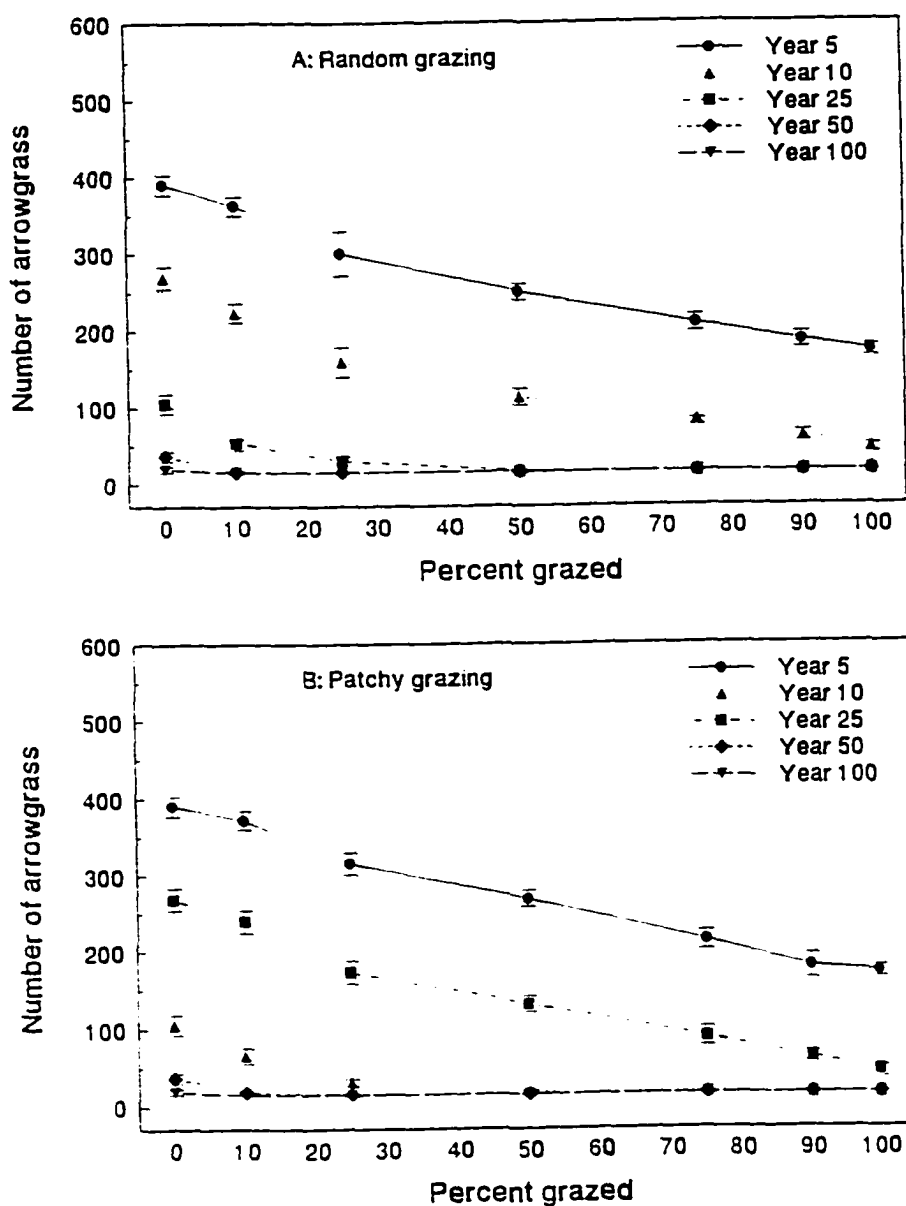 600
500
400
300
200
100
0
Number of arrowgrass
A: Random grazing
Year 5
Year 10
Year 25
Year 50
Year 100
0 10 20 30 40 50 60 70 80 90 100
Percent grazed
600
500
400
300
200
100
0
Number of arrowgrass
B: Patchy grazing
Year 5
Year 10
Year 25
Year 50
Year 100
0 10 20 30 40 50 60 70 80 90 100
Percent grazed